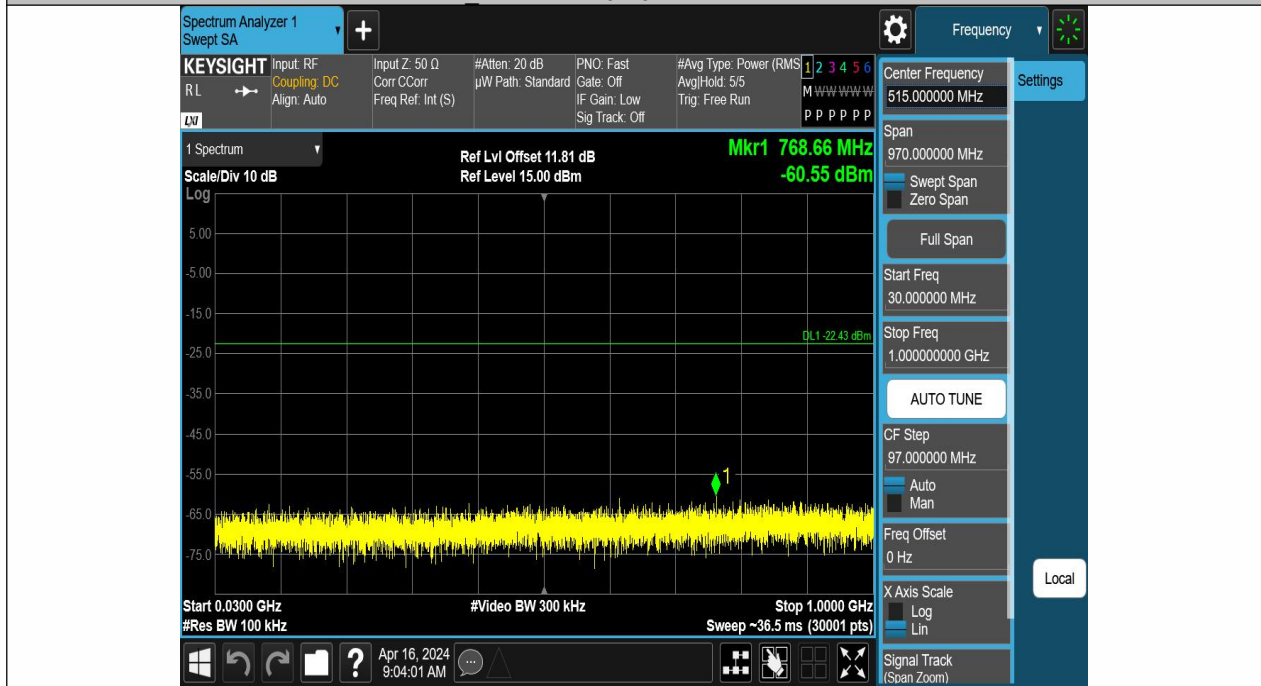 Spectrum Analyzer 1
Swept SA
+
Frequency
KEYSIGHT
RL
LXI
Input: RF
Coupling: DC
Align: Auto
Input Z: 50 Ω
Corr CCorr
Freq Ref: Int (S)
#Atten: 20 dB
µW Path: Standard
PNO: Fast
Gate: Off
IF Gain: Low
Sig Track: Off
#Avg Type: Power (RMS
Avg|Hold: 5/5
Trig: Free Run
1 2 3 4 5 6
M W W W W W
P P P P P P
1 Spectrum
Scale/Div 10 dB
Log
Ref Lvl Offset 11.81 dB
Ref Level 15.00 dBm
Mkr1 768.66 MHz
-60.55 dBm
5.00
-5.00
-15.0
DL1 -22.43 dBm
-25.0
-35.0
-45.0
-55.0
1
-65.0
-75.0
Start 0.0300 GHz
#Video BW 300 kHz
Stop 1.0000 GHz
#Res BW 100 kHz
Sweep ~36.5 ms (30001 pts)
?
Apr 16, 2024
9:04:01 AM
Center Frequency
515.000000 MHz
Settings
Span
970.000000 MHz
Swept Span
Zero Span
Full Span
Start Freq
30.000000 MHz
Stop Freq
1.000000000 GHz
AUTO TUNE
CF Step
97.000000 MHz
Auto
Man
Freq Offset
0 Hz
Local
X Axis Scale
Log
Lin
Signal Track
(Span Zoom)